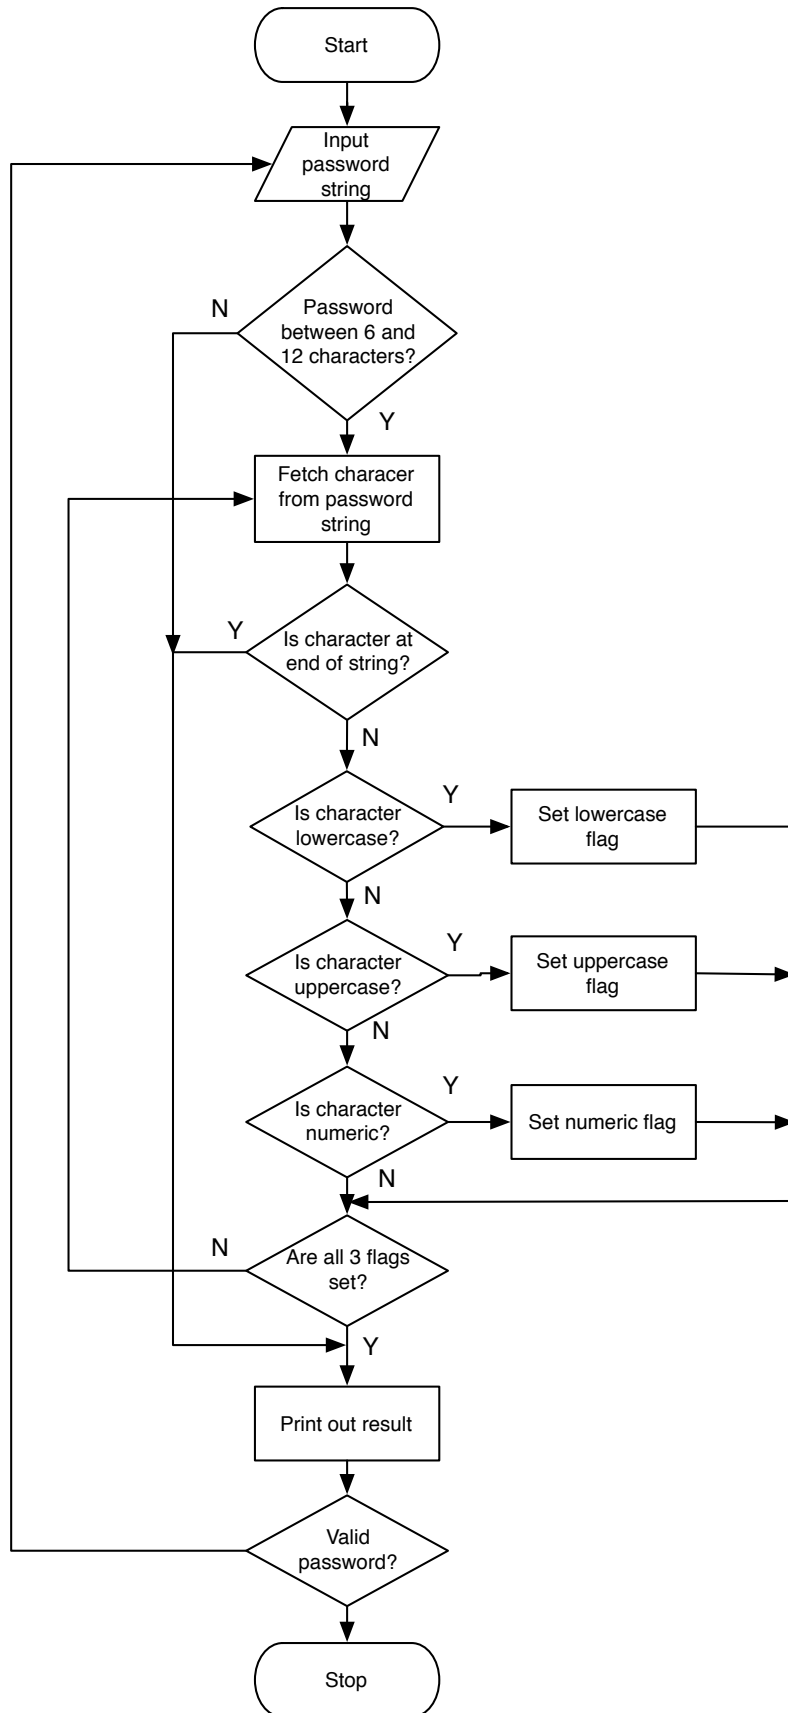 Start
Input
password
string
N
Password
between 6 and
12 characters?
Y
Fetch characer
from password
string
Y
Is character at
end of string?
N
Is character
lowercase?
Y
Set lowercase
flag
N
Is character
uppercase?
Y
Set uppercase
flag
N
Is character
numeric?
Y
Set numeric flag
N
N
Are all 3 flags
set?
Y
Print out result
Valid
password?
Stop